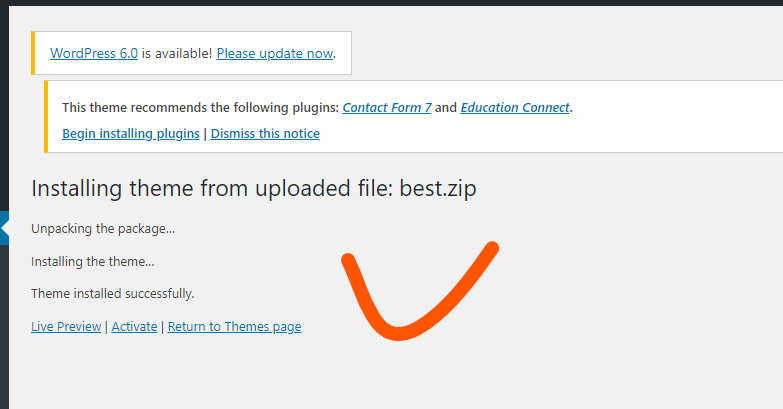 WordPress 6.0 is available! Please update now.
This theme recommends the following plugins: Contact Form 7 and Education Connect.
Begin installing plugins | Dismiss this notice
Installing theme from uploaded file: best.zip
Unpacking the package...
Installing the theme...
Theme installed successfully.
Live Preview | Activate | Return to Themes page